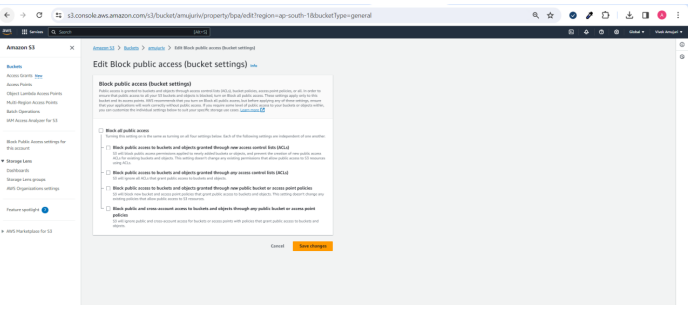 s3.console.aws.amazon.com/s3/bucket/amujuriv/property/bpa/edit?region=ap-south-1&bucketType=general
aws
Services
Search
[Alt+S]
Global
Vivek Amujuri
Amazon S3
Buckets
Access Grants New
Access Points
Object Lambda Access Points
Multi-Region Access Points
Batch Operations
IAM Access Analyzer for S3
Block Public Access settings for
this account
Storage Lens
Dashboards
Storage Lens groups
AWS Organizations settings
Feature spotlight 7
AWS Marketplace for S3
Amazon S3 > Buckets > amujuriv > Edit Block public access (bucket settings)
Edit Block public access (bucket settings) Info
Block public access (bucket settings)
Public access is granted to buckets and objects through access control lists (ACLs), bucket policies, access point policies, or all. In order to
ensure that public access to all your S3 buckets and objects is blocked, turn on Block all public access. These settings apply only to this
bucket and its access points. AWS recommends that you turn on Block all public access, but before applying any of these settings, ensure
that your applications will work correctly without public access. If you require some level of public access to your buckets or objects within,
you can customize the individual settings below to suit your specific storage use cases. Learn more
Block all public access
Turning this setting on is the same as turning on all four settings below. Each of the following settings are independent of one another.
Block public access to buckets and objects granted through new access control lists (ACLs)
S3 will block public access permissions applied to newly added buckets or objects, and prevent the creation of new public access
ACLs for existing buckets and objects. This setting doesn't change any existing permissions that allow public access to S3 resources
using ACLs.
Block public access to buckets and objects granted through any access control lists (ACLs)
S3 will ignore all ACLs that grant public access to buckets and objects.
Block public access to buckets and objects granted through new public bucket or access point policies
S3 will block new bucket and access point policies that grant public access to buckets and objects. This setting doesn't change any
existing policies that allow public access to S3 resources.
Block public and cross-account access to buckets and objects through any public bucket or access point
policies
S3 will ignore public and cross-account access for buckets or access points with policies that grant public access to buckets and
objects.
Cancel
Save changes